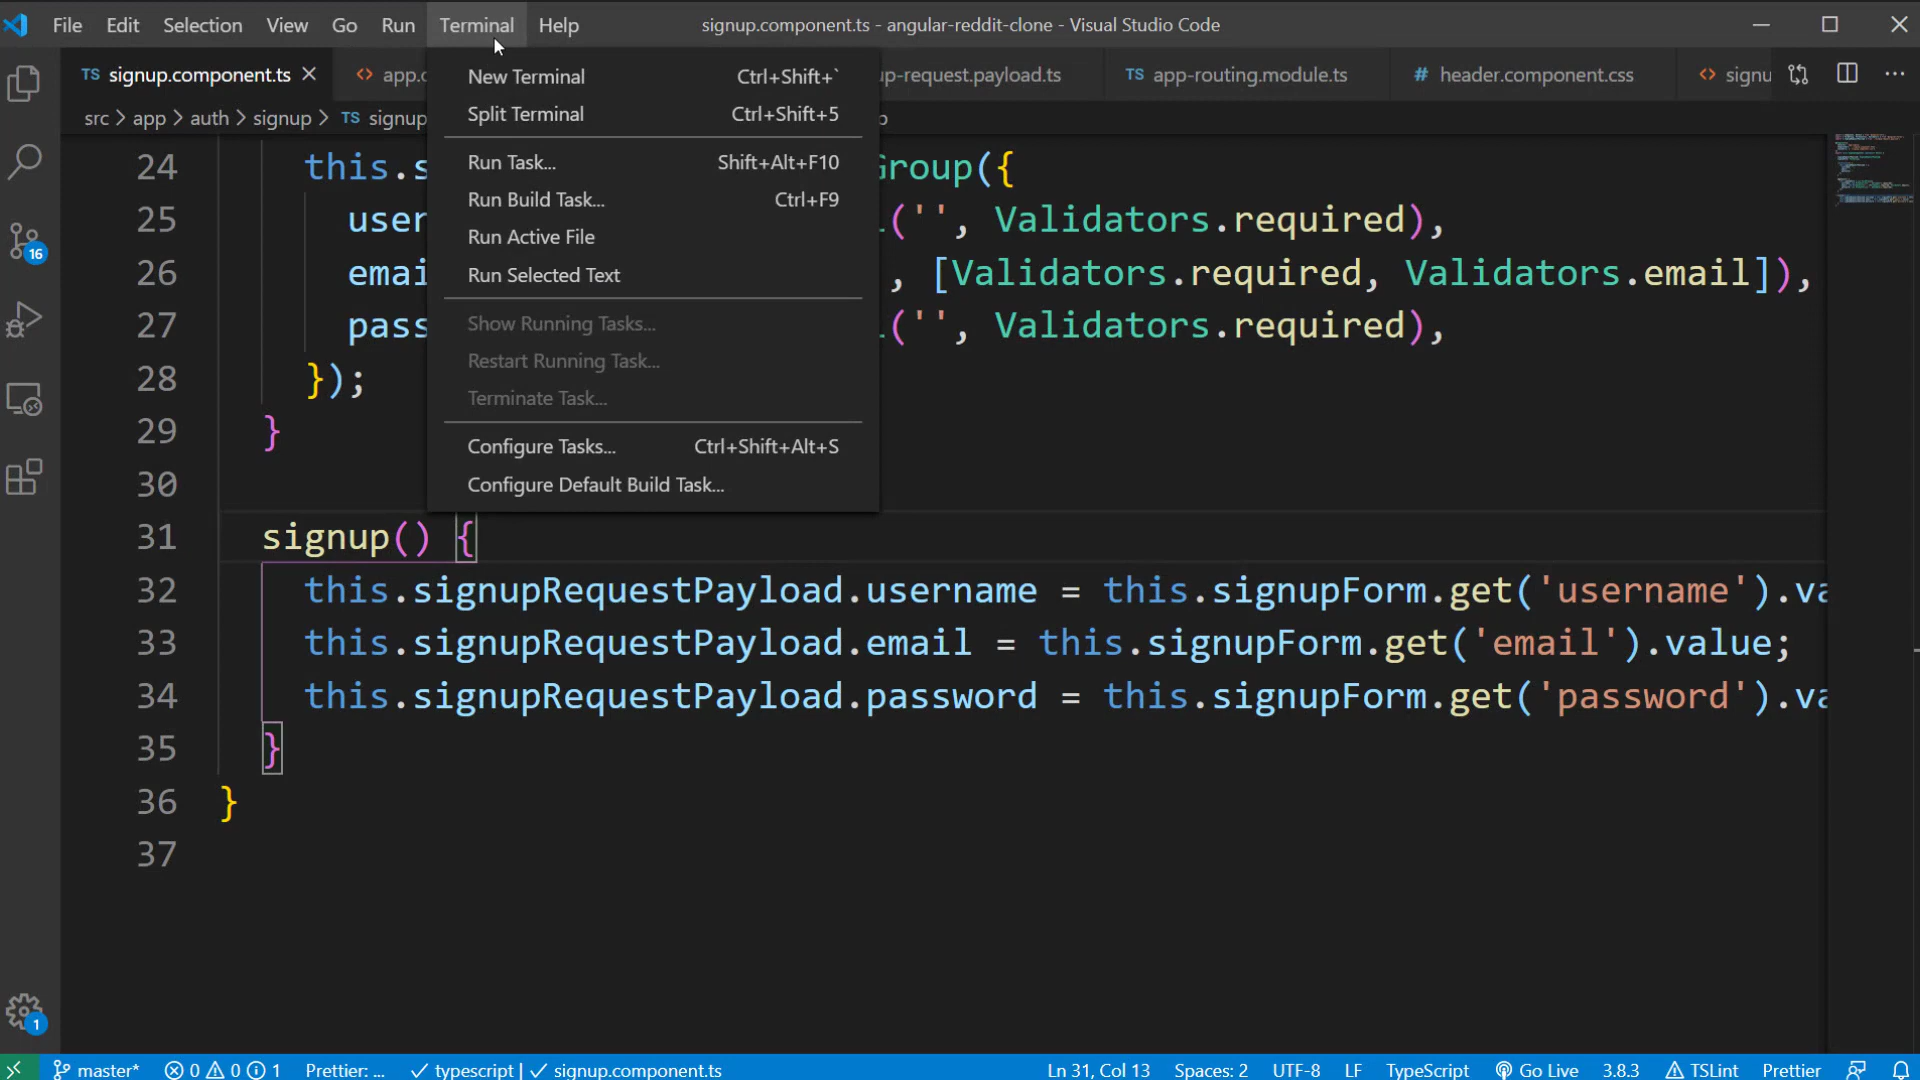 File Edit Selection View Go Run Terminal Help signup.component.ts - angular-reddit-clone - Visual Studio Code
TS signup.component.ts
<> app.c
up-request.payload.ts
TS app-routing.module.ts
# header.component.css
<> signu
src > app > auth > signup > TS signup
New Terminal Ctrl+Shift+`
Split Terminal Ctrl+Shift+5
Run Task... Shift+Alt+F10
Run Build Task... Ctrl+F9
Run Active File
Run Selected Text
Show Running Tasks...
Restart Running Task...
Terminate Task...
Configure Tasks... Ctrl+Shift+Alt+S
Configure Default Build Task...
24 this.s Group({
25 user ('', Validators.required),
26 emai , [Validators.required, Validators.email]),
27 pass ('', Validators.required),
28 });
29 }
30
31 signup() {
32 this.signupRequestPayload.username = this.signupForm.get('username').va
33 this.signupRequestPayload.email = this.signupForm.get('email').value;
34 this.signupRequestPayload.password = this.signupForm.get('password').va
35 }
36 }
37
16
1
master* 0 0 1 Prettier: ... ✓ typescript | ✓ signup.component.ts Ln 31, Col 13 Spaces: 2 UTF-8 LF TypeScript Go Live 3.8.3 TSLint Prettier